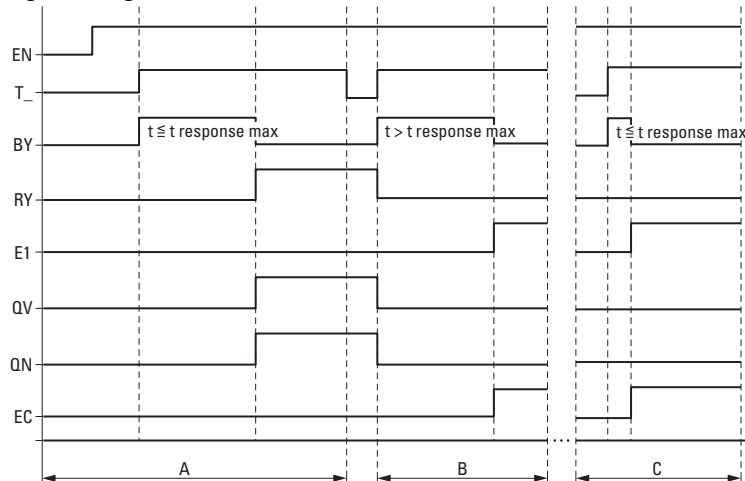 EN
T_
BY
t ≦ t response max
t > t response max
t ≦ t response max
RY
E1
QV
QN
EC
...
A
B
C